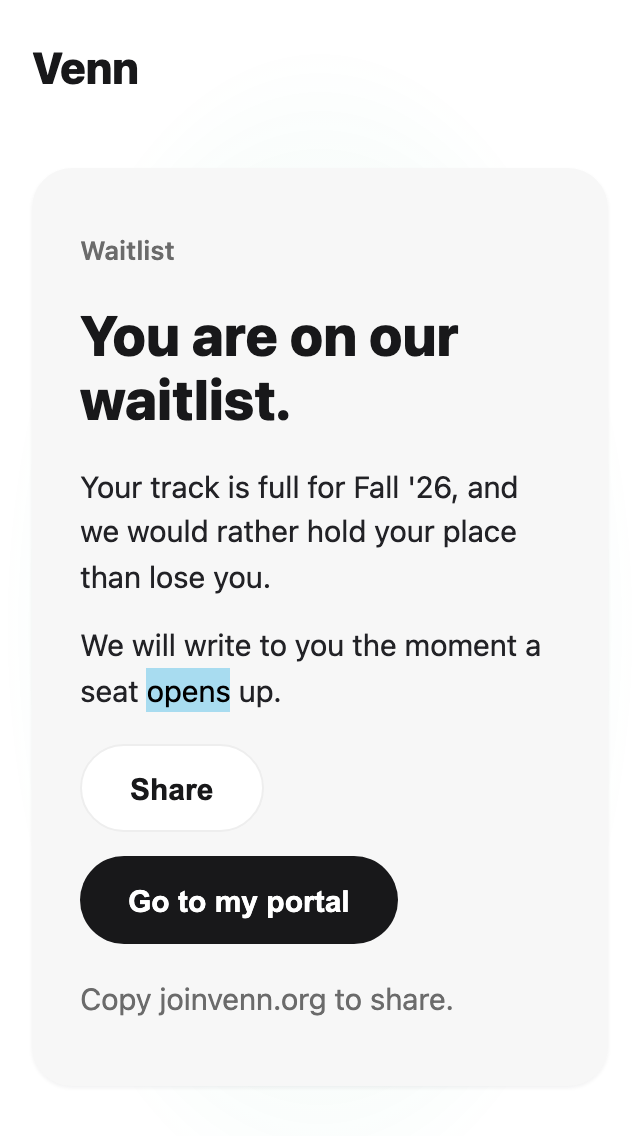 Venn
Waitlist
You are on our
waitlist.
Your track is full for Fall '26, and
we would rather hold your place
than lose you.
We will write to you the moment a
seat opens up.
Share
Go to my portal
Copy joinvenn.org to share.